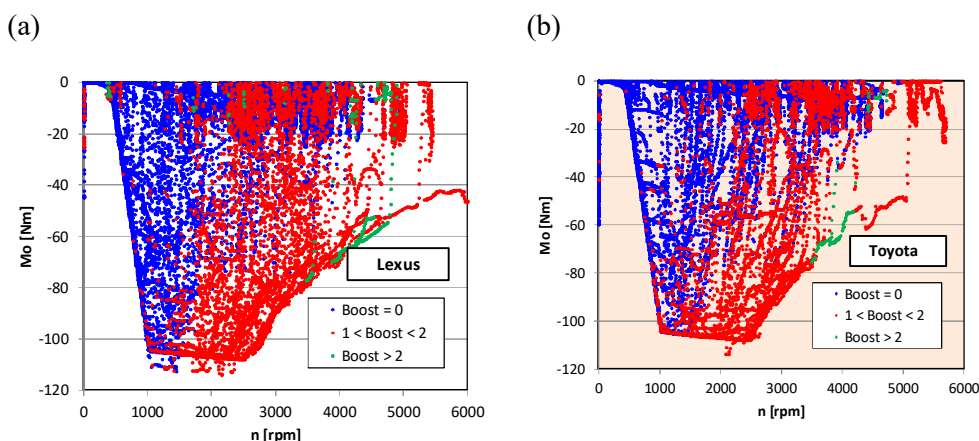 (a)
(b)
0
-20
-40
-60
-80
-100
-120
0 1000 2000 3000 4000 5000 6000
Mo [Nm]
n [rpm]
Lexus
Boost = 0
1 < Boost < 2
Boost > 2
0
-20
-40
-60
-80
-100
-120
0 1000 2000 3000 4000 5000 6000
Mo [Nm]
n [rpm]
Toyota
Boost = 0
1 < Boost < 2
Boost > 2